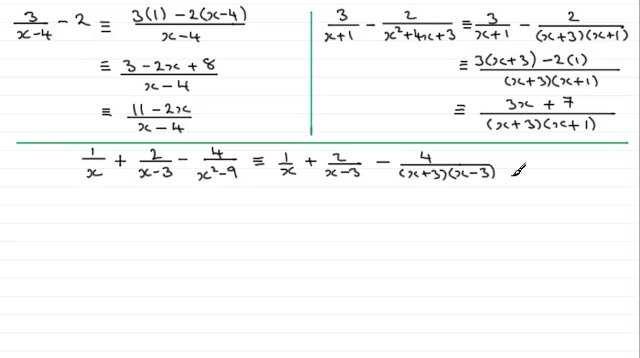 3/(x-4) - 2 ≡ (3(1) - 2(x-4))/(x-4)
≡ (3 - 2x + 8)/(x - 4)
≡ (11 - 2x)/(x - 4)
3/(x+1) - 2/(x²+4x+3) ≡ 3/(x+1) - 2/((x+3)(x+1))
≡ (3(x+3) - 2(1))/((x+3)(x+1))
≡ (3x + 7)/((x+3)(x+1))
1/x + 2/(x-3) - 4/(x²-9) ≡ 1/x + 2/(x-3) - 4/((x+3)(x-3))